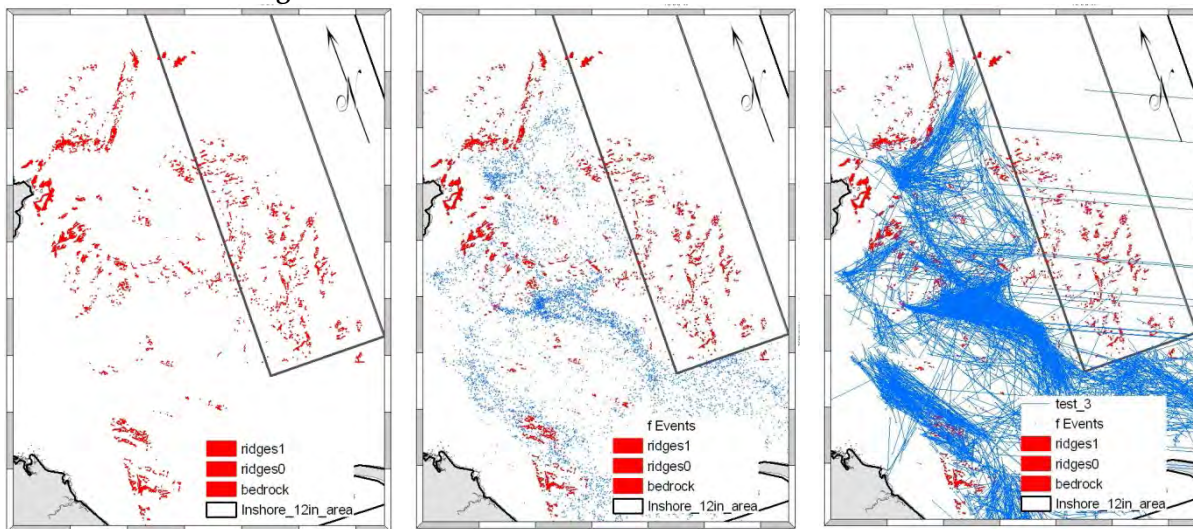 ridges1
ridges0
bedrock
Inshore_12in_area
f Events
ridges1
ridges0
bedrock
Inshore_12in_area
test_3
f Events
ridges1
ridges0
bedrock
Inshore_12in_area